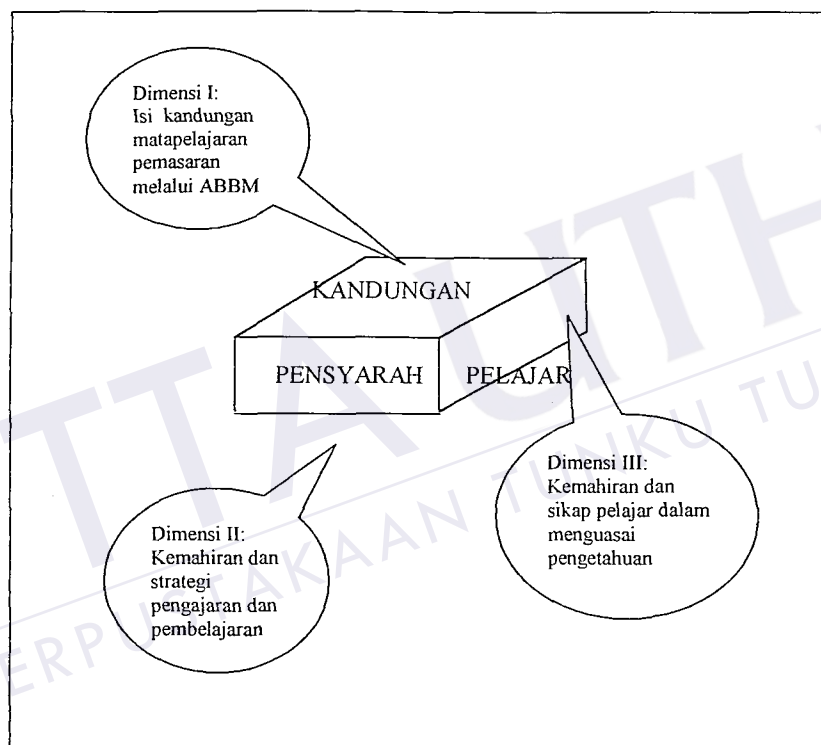 Dimensi I:
Isi kandungan
matapelajaran
pemasaran
melalui ABBM
KANDUNGAN
PENSYARAH
PELAJAR
Dimensi II:
Kemahiran dan
strategi
pengajaran dan
pembelajaran
Dimensi III:
Kemahiran dan
sikap pelajar dalam
menguasai
pengetahuan